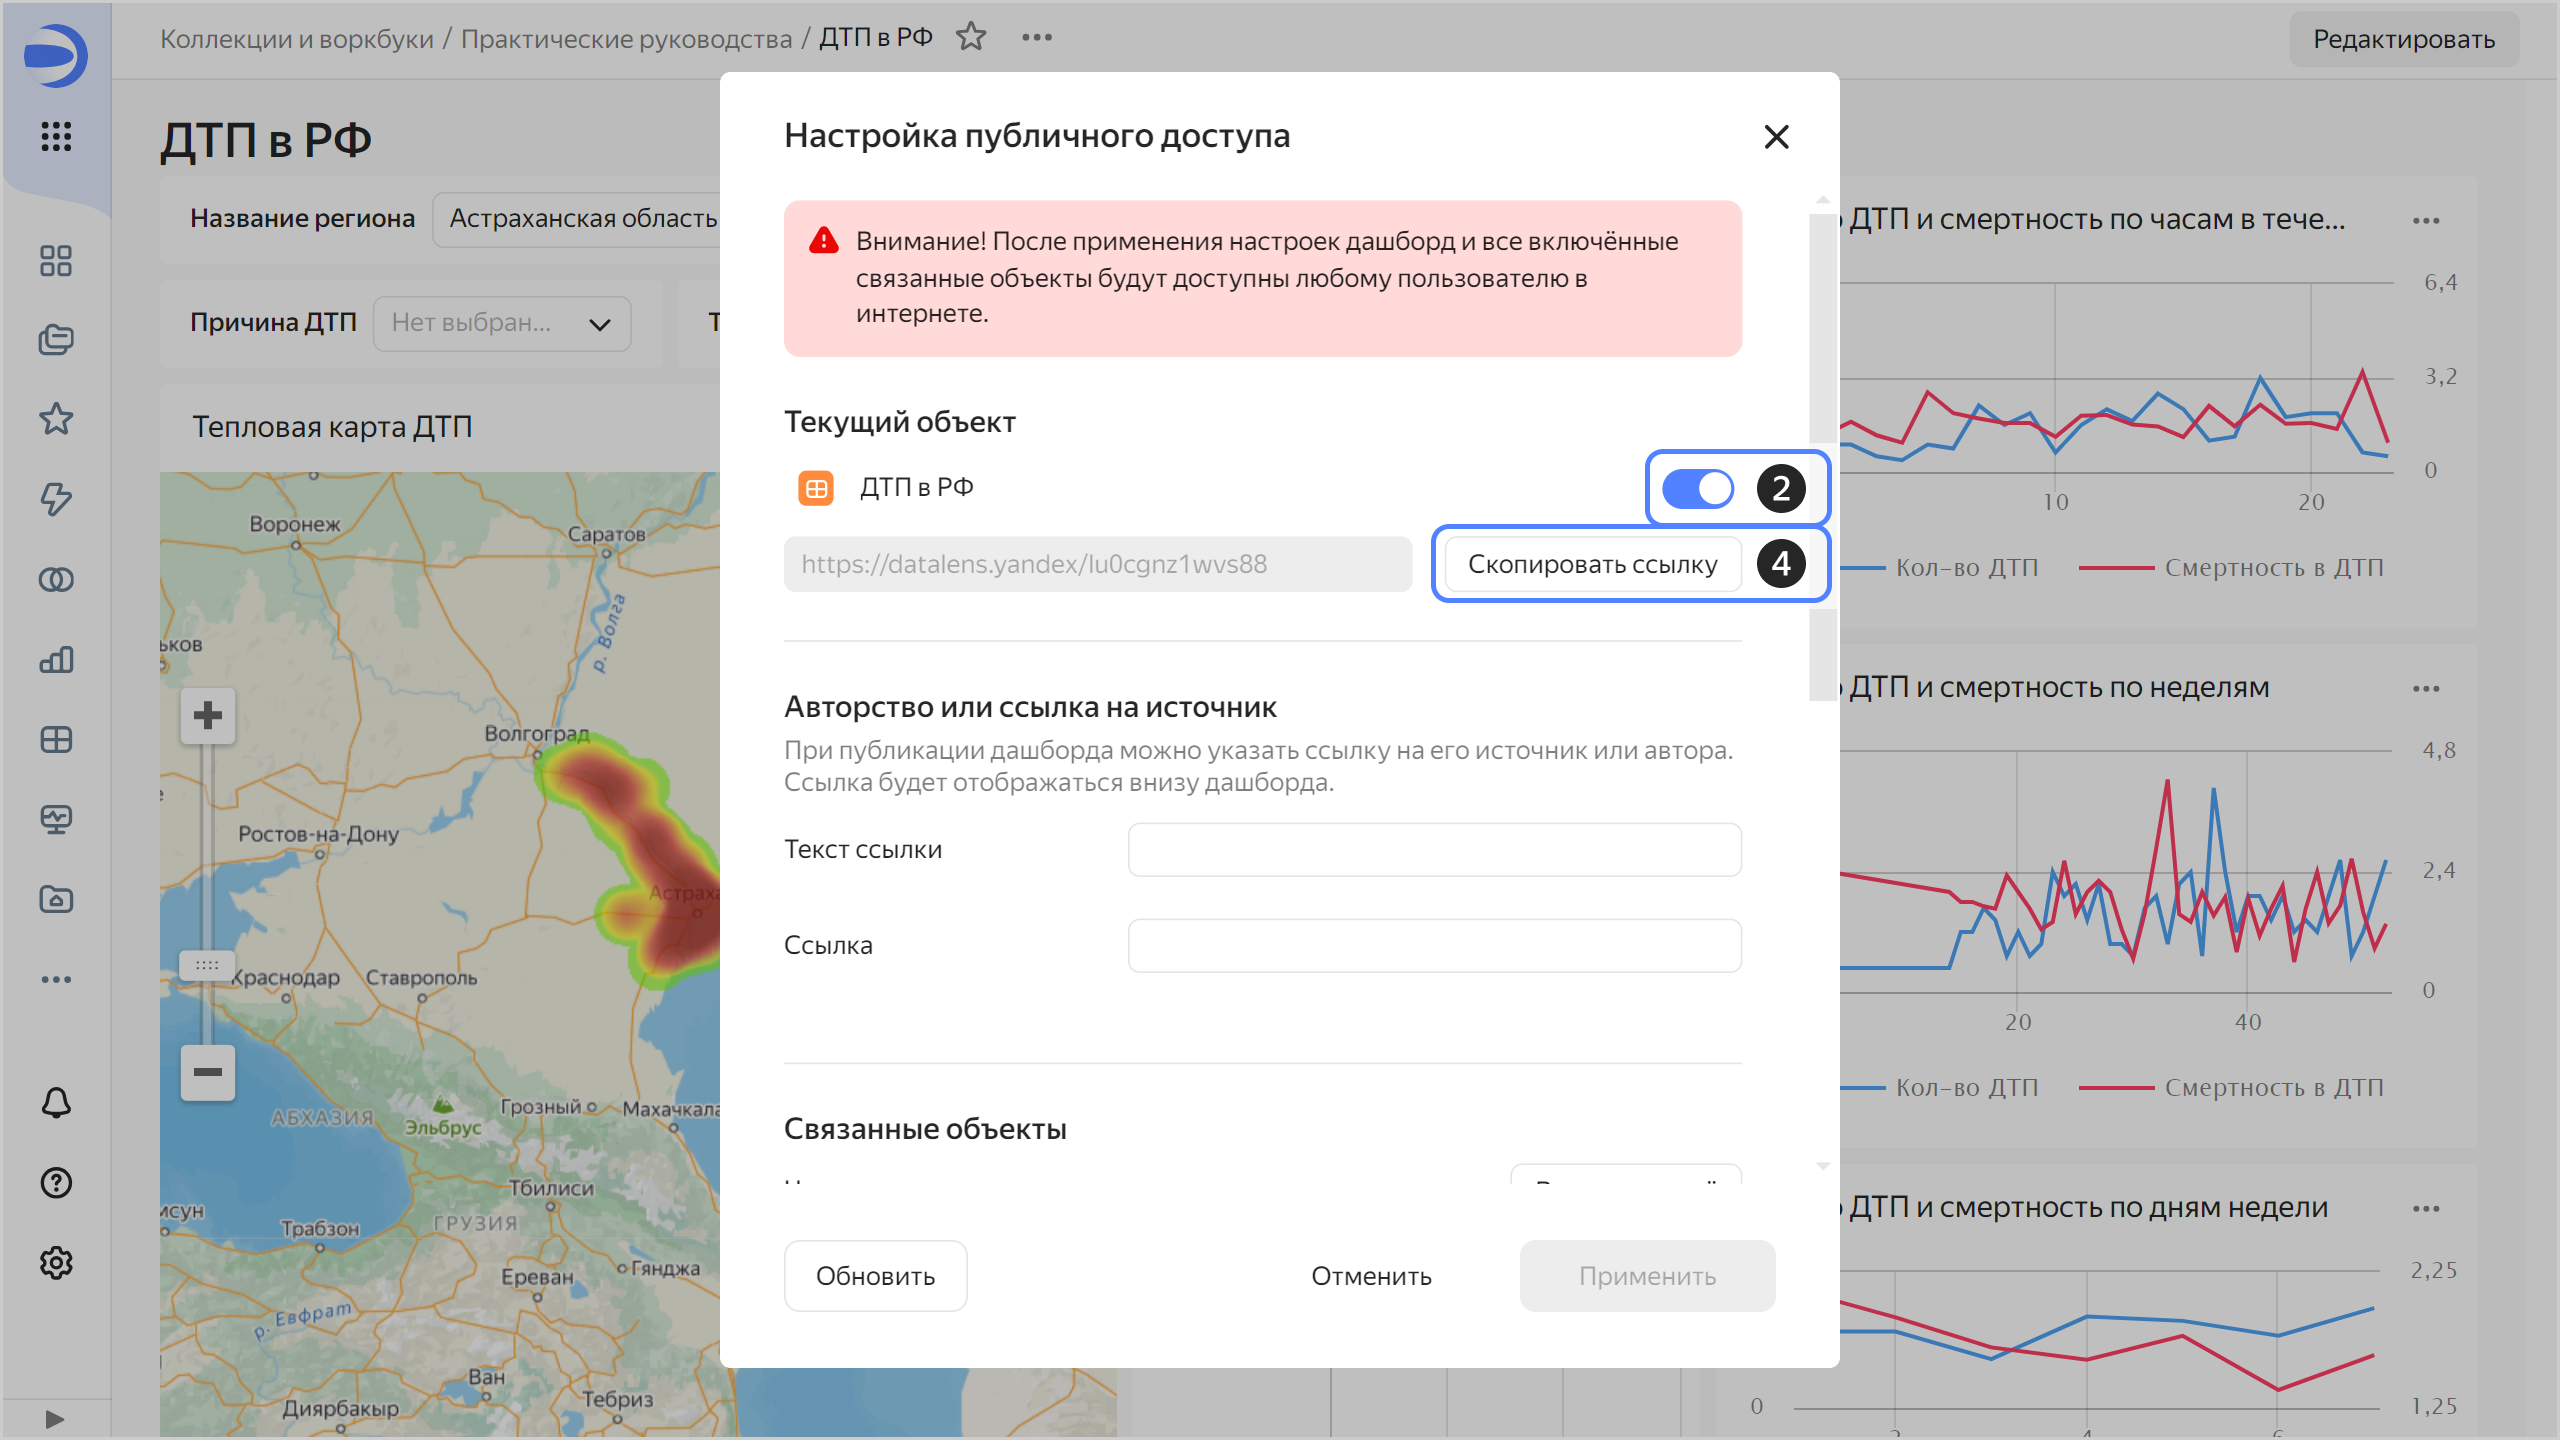 Коллекции и воркбуки / Практические руководства / ДТП в РФ
Редактировать
ДТП в РФ
Название региона
Астраханская область
Причина ДТП
Нет выбран...
Тепловая карта ДТП
Воронеж
Саратов
р. Волга
Волгоград
Ростов-на-Дону
Краснодар
Ставрополь
АБХАЗИЯ
Эльбрус
Грозный
Махачкала
Тбилиси
ГРУЗИЯ
Трабзон
Ереван
Гянджа
р. Евфрат
Ван
Диярбакыр
Тебриз
Настройка публичного доступа
Внимание! После применения настроек дашборд и все включённые
связанные объекты будут доступны любому пользователю в
интернете.
Текущий объект
ДТП в РФ
2
https://datalens.yandex/lu0cgnz1wvs88
Скопировать ссылку
4
Авторство или ссылка на источник
При публикации дашборда можно указать ссылку на его источник или автора.
Ссылка будет отображаться внизу дашборда.
Текст ссылки
Ссылка
Связанные объекты
Обновить
Отменить
Применить
ДТП и смертность по часам в тече...
6,4
3,2
0
10
20
Кол-во ДТП
Смертность в ДТП
ДТП и смертность по неделям
4,8
2,4
0
20
40
Кол-во ДТП
Смертность в ДТП
ДТП и смертность по дням недели
2,25
0
1,25